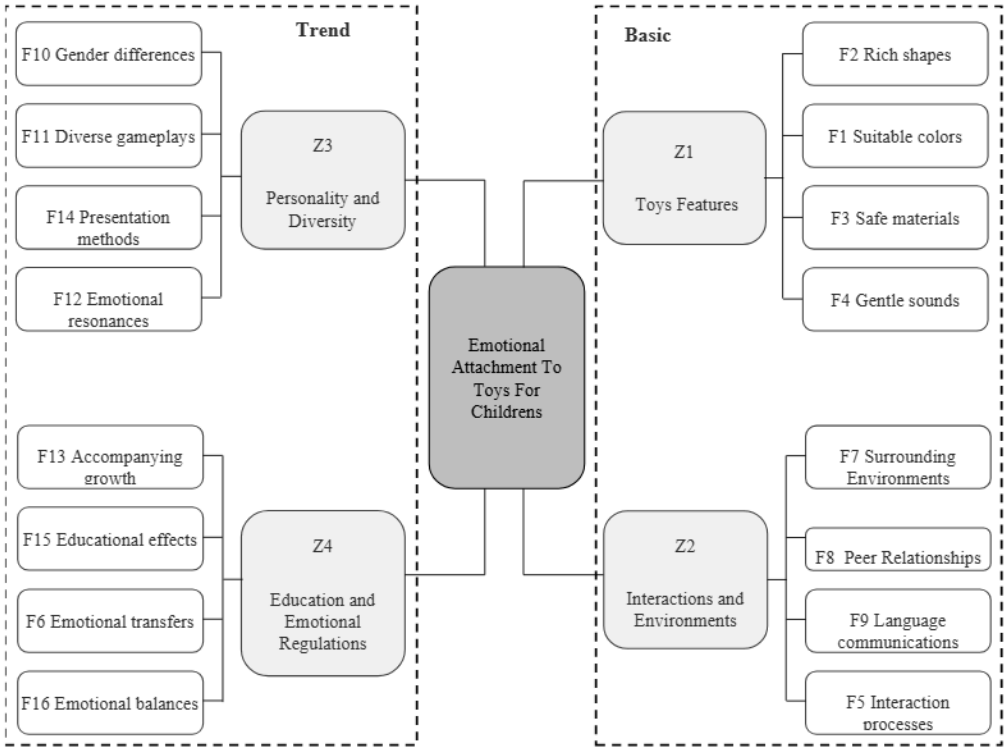 Trend
F10 Gender differences
F11 Diverse gameplays
F14 Presentation
methods
F12 Emotional
resonances
Z3
Personality and
Diversity
F13 Accompanying
growth
F15 Educational effects
F6 Emotional transfers
F16 Emotional balances
Z4
Education and
Emotional
Regulations
Emotional
Attachment To
Toys For
Childrens
Basic
Z1
Toys Features
F2 Rich shapes
F1 Suitable colors
F3 Safe materials
F4 Gentle sounds
Z2
Interactions and
Environments
F7 Surrounding
Environments
F8 Peer Relationships
F9 Language
communications
F5 Interaction
processes